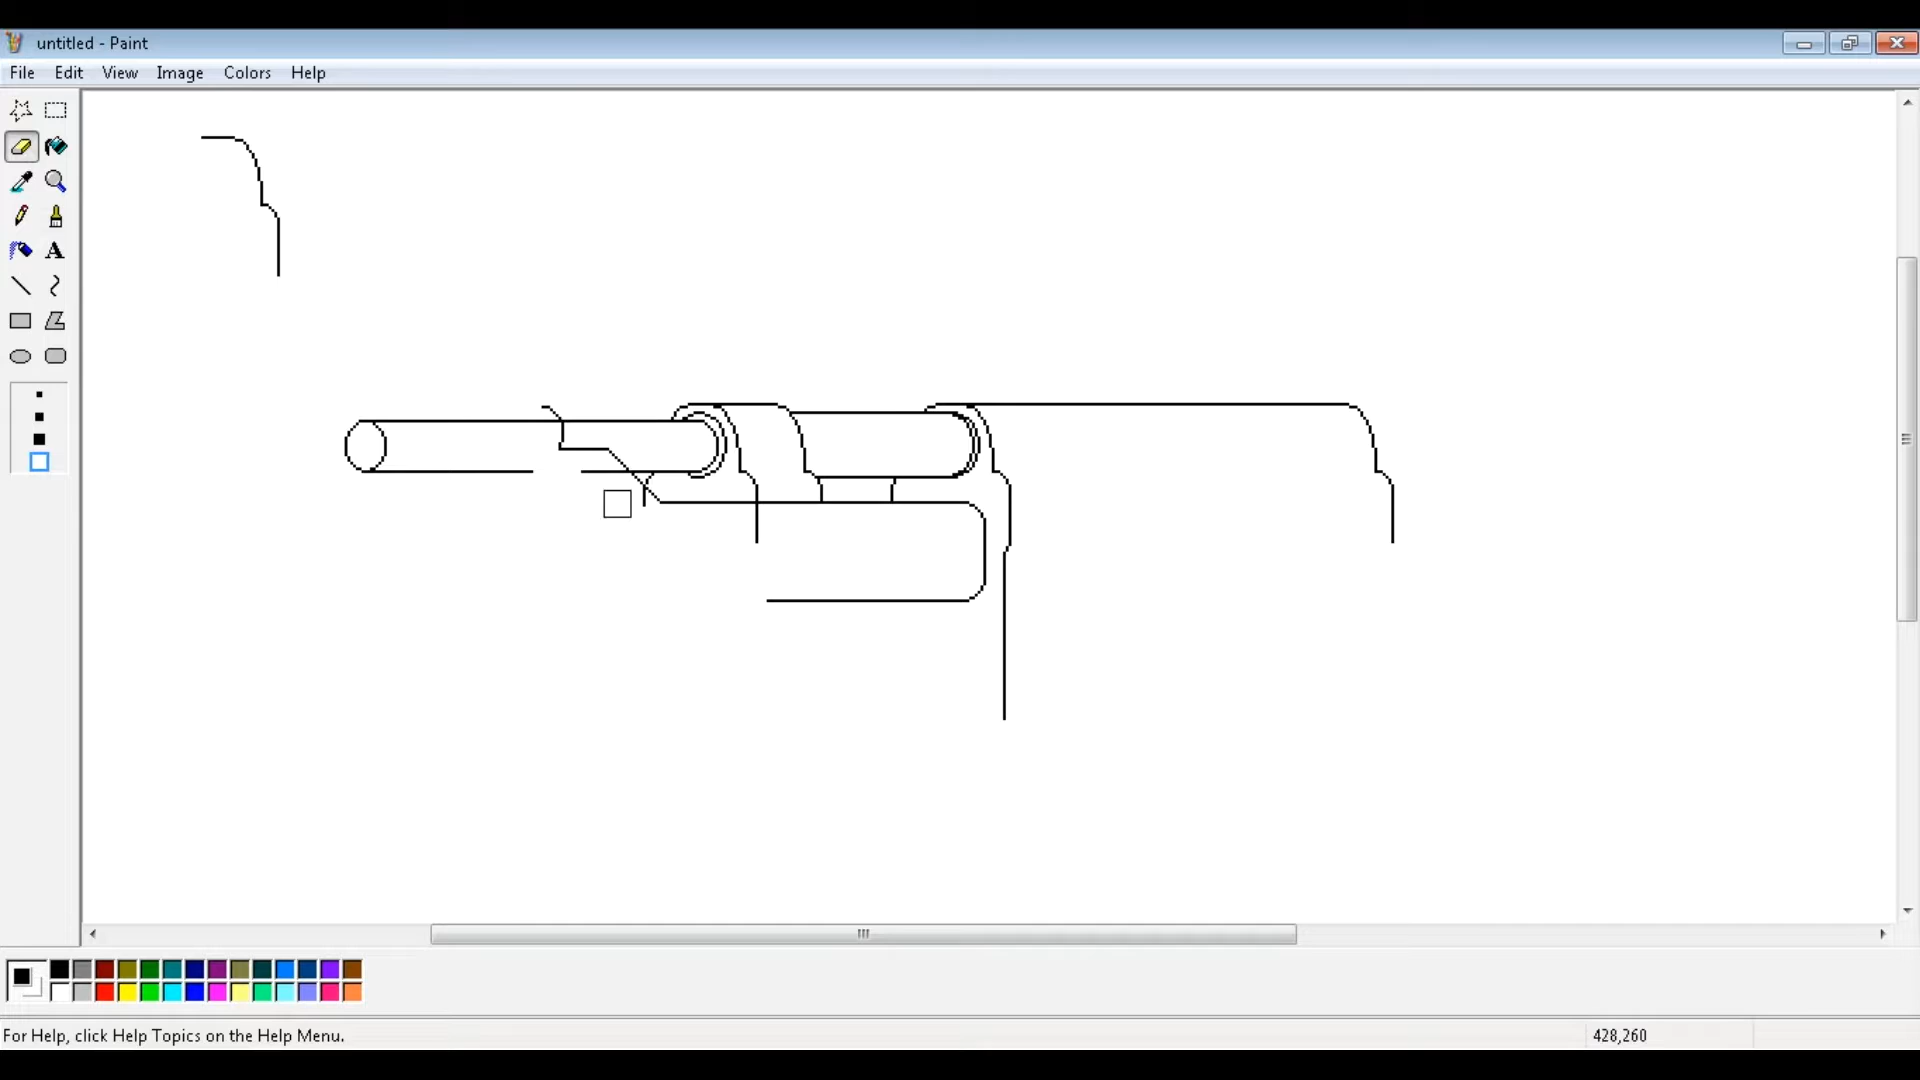 untitled - Paint
File Edit View Image Colors Help
A
For Help, click Help Topics on the Help Menu.
428,260